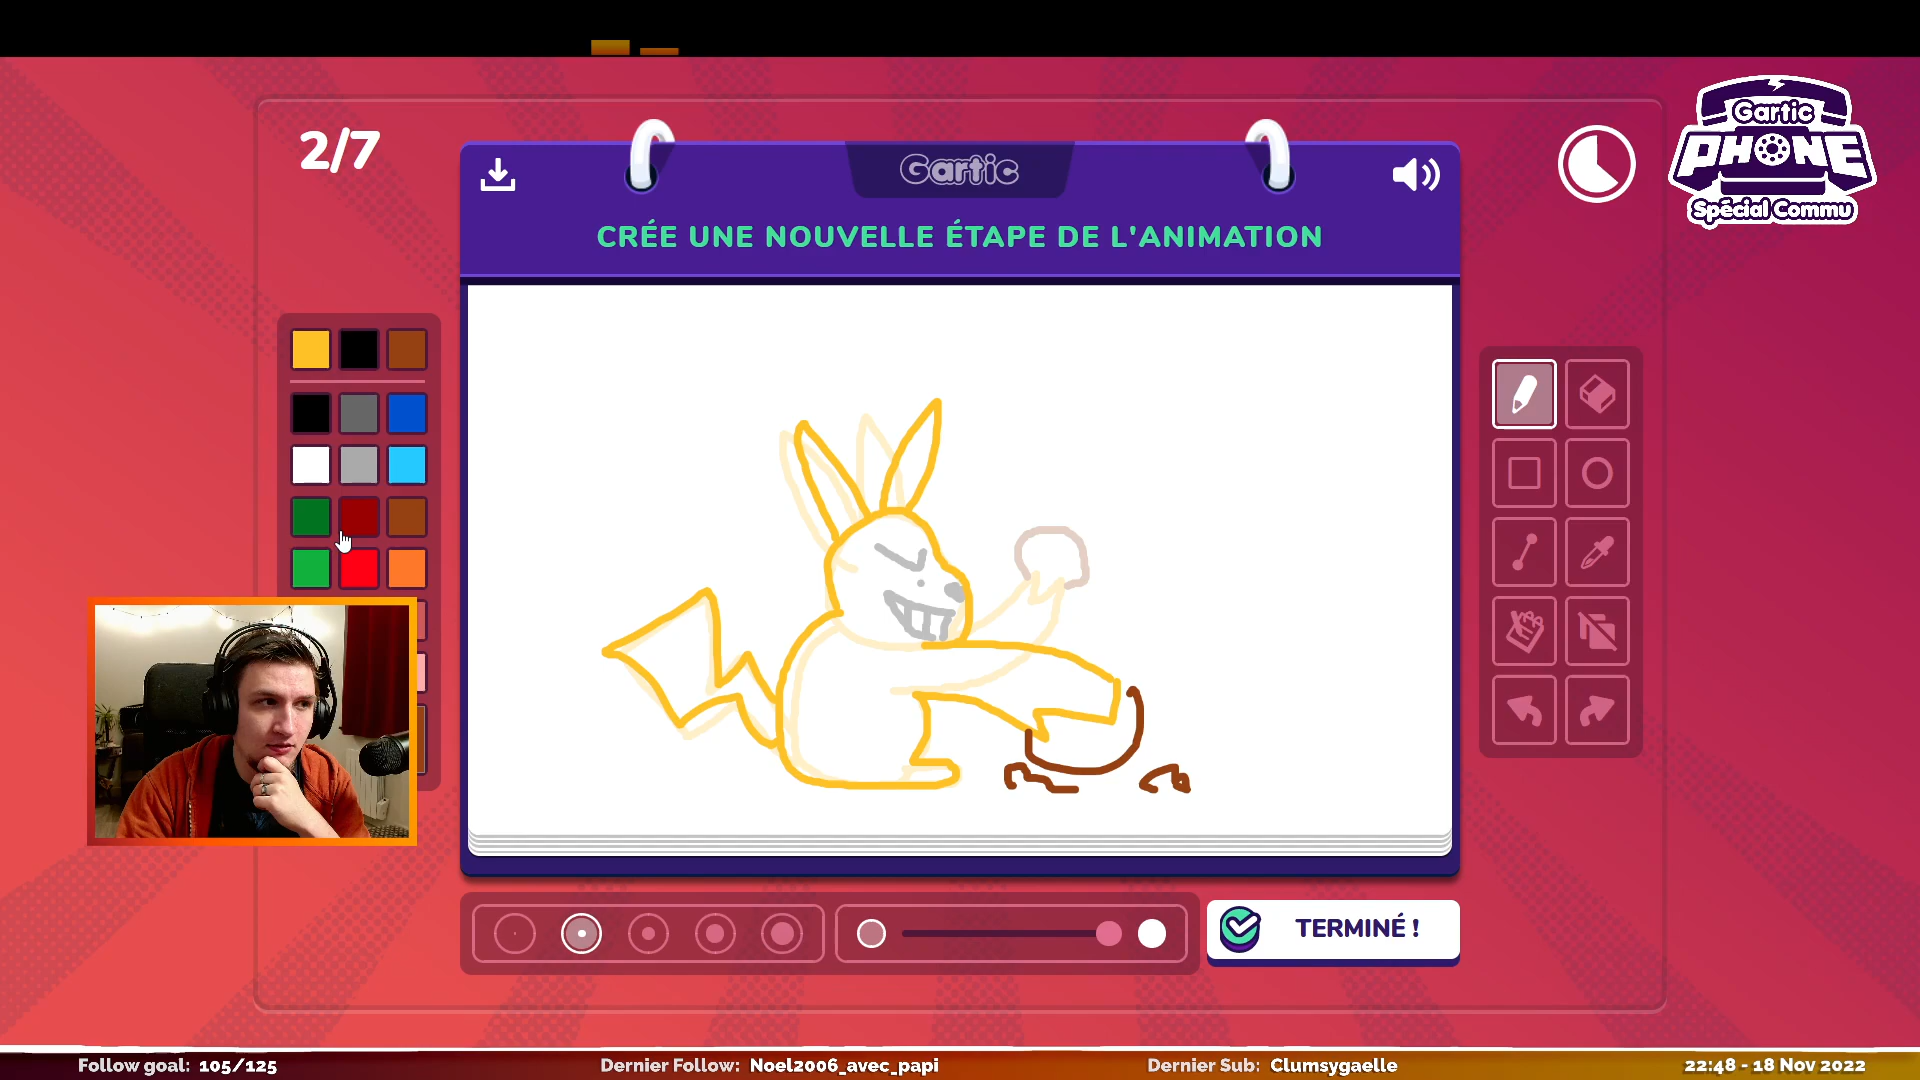 2/7
Gartic
Gartic
PHONE
Spécial Commu
CRÉE UNE NOUVELLE ÉTAPE DE L'ANIMATION
TERMINÉ !
Follow goal: 105/125
Dernier Follow: Noel2006_avec_papi
Dernier Sub: Clumsygaelle
22:48 - 18 Nov 2022